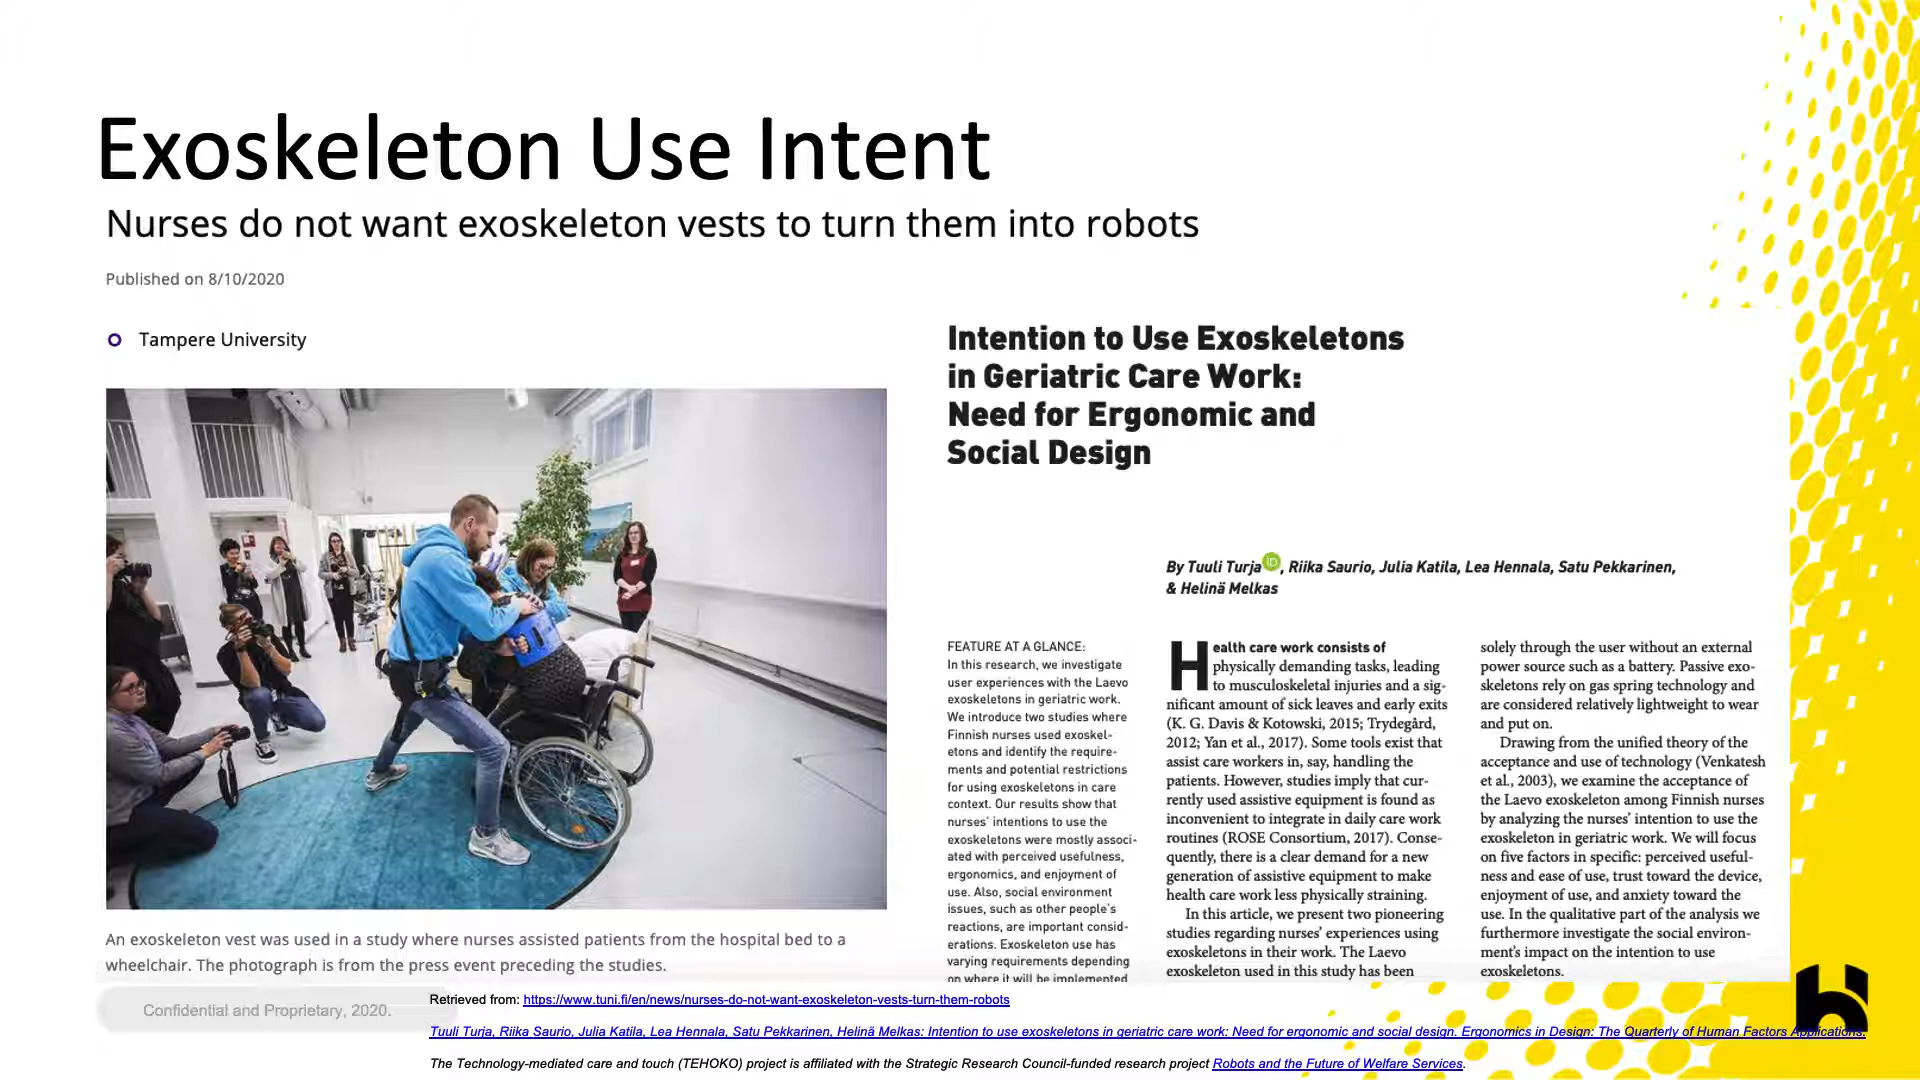 Exoskeleton Use Intent
Nurses do not want exoskeleton vests to turn them into robots
Published on 8/10/2020
Tampere University
An exoskeleton vest was used in a study where nurses assisted patients from the hospital bed to a
wheelchair. The photograph is from the press event preceding the studies.
Intention to Use Exoskeletons
in Geriatric Care Work:
Need for Ergonomic and
Social Design
By Tuuli Turja iD, Riika Saurio, Julia Katila, Lea Hennala, Satu Pekkarinen,
& Helinä Melkas
FEATURE AT A GLANCE:
In this research, we investigate
user experiences with the Laevo
exoskeletons in geriatric work.
We introduce two studies where
Finnish nurses used exoskel-
etons and identify the require-
ments and potential restrictions
for using exoskeletons in care
context. Our results show that
nurses' intentions to use the
exoskeletons were mostly associ-
ated with perceived usefulness,
ergonomics, and enjoyment of
use. Also, social environment
issues, such as other people's
reactions, are important consid-
erations. Exoskeleton use has
varying requirements depending
on where it will be implemented
Health care work consists of
physically demanding tasks, leading
to musculoskeletal injuries and a sig-
nificant amount of sick leaves and early exits
(K. G. Davis & Kotowski, 2015; Trydegård,
2012; Yan et al., 2017). Some tools exist that
assist care workers in, say, handling the
patients. However, studies imply that cur-
rently used assistive equipment is found as
inconvenient to integrate in daily care work
routines (ROSE Consortium, 2017). Conse-
quently, there is a clear demand for a new
generation of assistive equipment to make
health care work less physically straining.
In this article, we present two pioneering
studies regarding nurses' experiences using
exoskeletons in their work. The Laevo
exoskeleton used in this study has been
solely through the user without an external
power source such as a battery. Passive exo-
skeletons rely on gas spring technology and
are considered relatively lightweight to wear
and put on.
Drawing from the unified theory of the
acceptance and use of technology (Venkatesh
et al., 2003), we examine the acceptance of
the Laevo exoskeleton among Finnish nurses
by analyzing the nurses' intention to use the
exoskeleton in geriatric work. We will focus
on five factors in specific: perceived useful-
ness and ease of use, trust toward the device,
enjoyment of use, and anxiety toward the
use. In the qualitative part of the analysis we
furthermore investigate the social environ-
ment's impact on the intention to use
exoskeletons.
Confidential and Proprietary, 2020.
Retrieved from: https://www.tuni.fi/en/news/nurses-do-not-want-exoskeleton-vests-turn-them-robots
Tuuli Turja, Riika Saurio, Julia Katila, Lea Hennala, Satu Pekkarinen, Helinä Melkas: Intention to use exoskeletons in geriatric care work: Need for ergonomic and social design. Ergonomics in Design: The Quarterly of Human Factors Applications.
The Technology-mediated care and touch (TEHOKO) project is affiliated with the Strategic Research Council-funded research project Robots and the Future of Welfare Services.